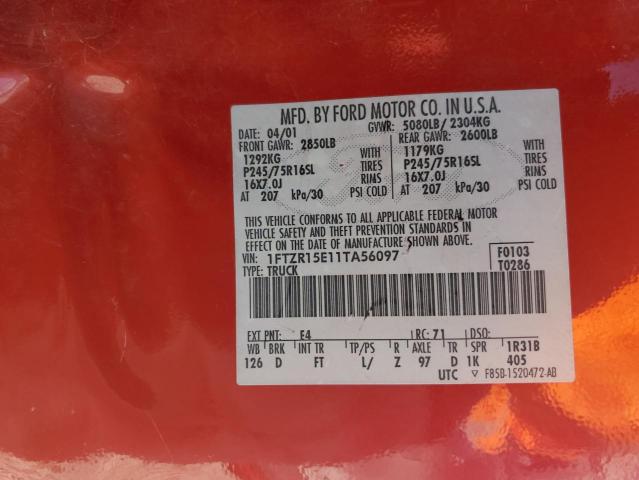 MFD. BY FORD MOTOR CO. IN U.S.A.
DATE: 04/01 GVWR: 5080LB/ 2304KG
FRONT GAWR: 2850LB REAR GAWR: 2600LB
1292KG WITH 1179KG WITH
P245/75R16SL TIRES P245/75R16SL TIRES
16X7.0J RIMS 16X7.0J RIMS
AT 207 kPa/30 PSI COLD AT 207 kPa/30 PSI COLD
THIS VEHICLE CONFORMS TO ALL APPLICABLE FEDERAL MOTOR
VEHICLE SAFETY AND THEFT PREVENTION STANDARDS IN
EFFECT ON THE DATE OF MANUFACTURE SHOWN ABOVE.
VIN: 1FTZR15E11TA56097 F0103
TYPE: TRUCK T0286
EXT PNT: E4 RC: 71 DSO:
WB BRK INT TR TP/PS R AXLE TR SPR 1R31B
126 D FT L/ Z 97 D 1K 405
UTC ▽ F85B-1520472-AB